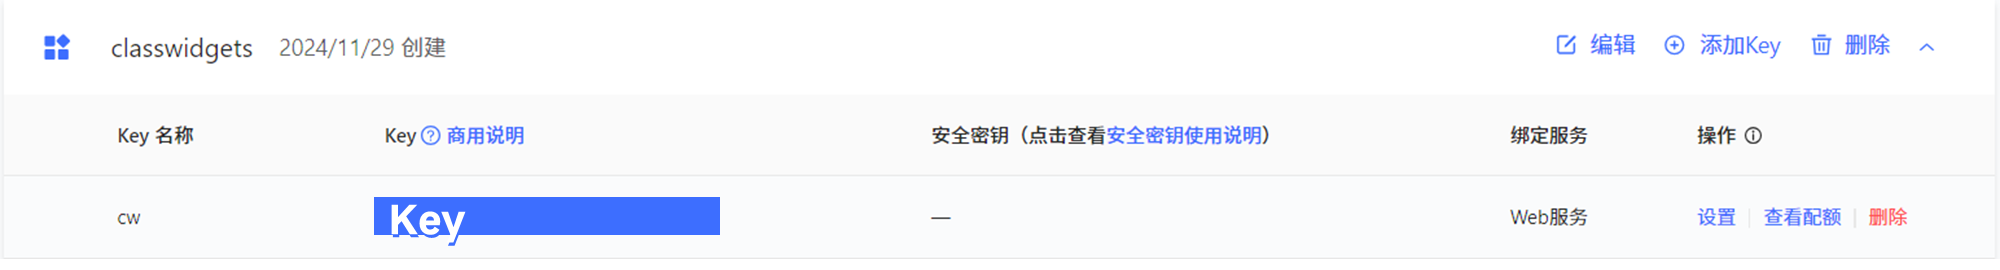 classwidgets 2024/11/29 创建 编辑 添加Key 删除
Key 名称 Key 商用说明 安全密钥（点击查看安全密钥使用说明） 绑定服务 操作
cw Key — Web服务 设置 查看配额 删除